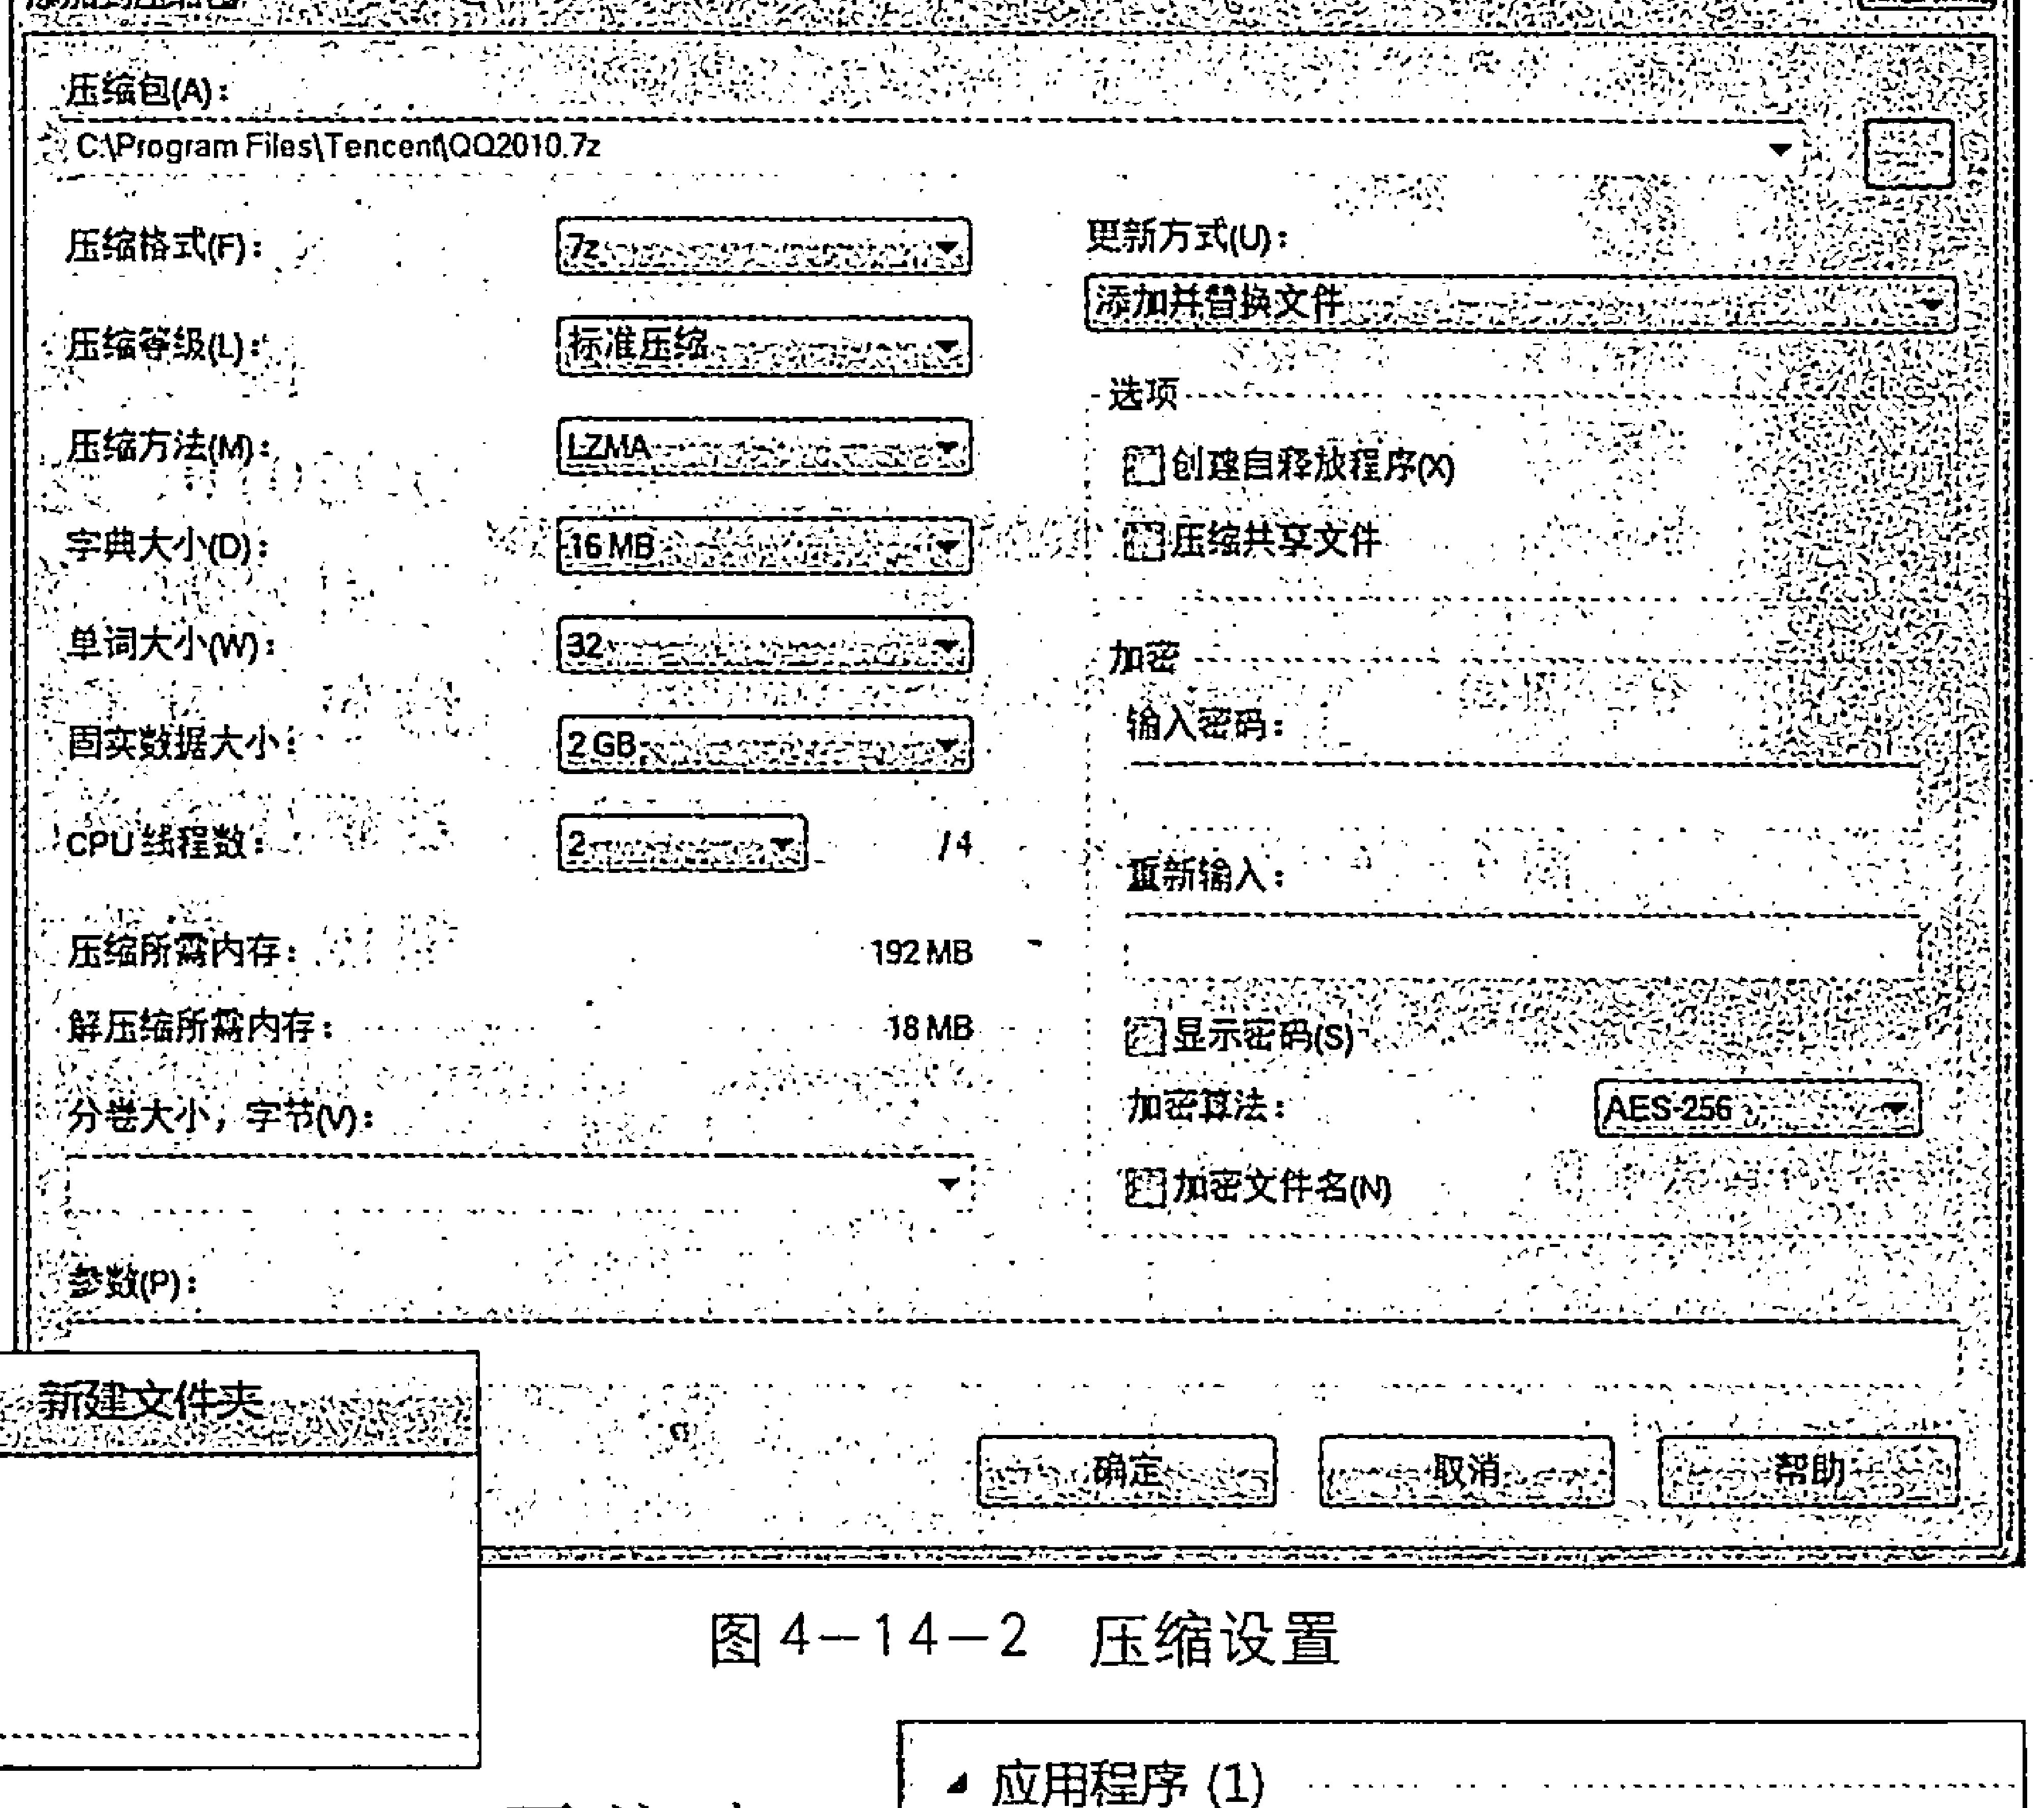 添加到压缩包
压缩包(A):
C:\Program Files\Tencent\QQ2010.7z
压缩格式(F): 7z
压缩等级(L): 标准压缩
压缩方法(M): LZMA
字典大小(D): 16 MB
单词大小(W): 32
固实数据大小: 2 GB
CPU 线程数: 2 /4
压缩所需内存: 192 MB
解压缩所需内存: 18 MB
分卷大小，字节(V):
参数(P):
更新方式(U):
添加并替换文件
选项
创建自释放程序(X)
压缩共享文件
加密
输入密码:
重新输入:
显示密码(S)
加密算法: AES-256
加密文件名(N)
新建文件夹
确定 取消 帮助
图 4-14-2 压缩设置
应用程序 (1)